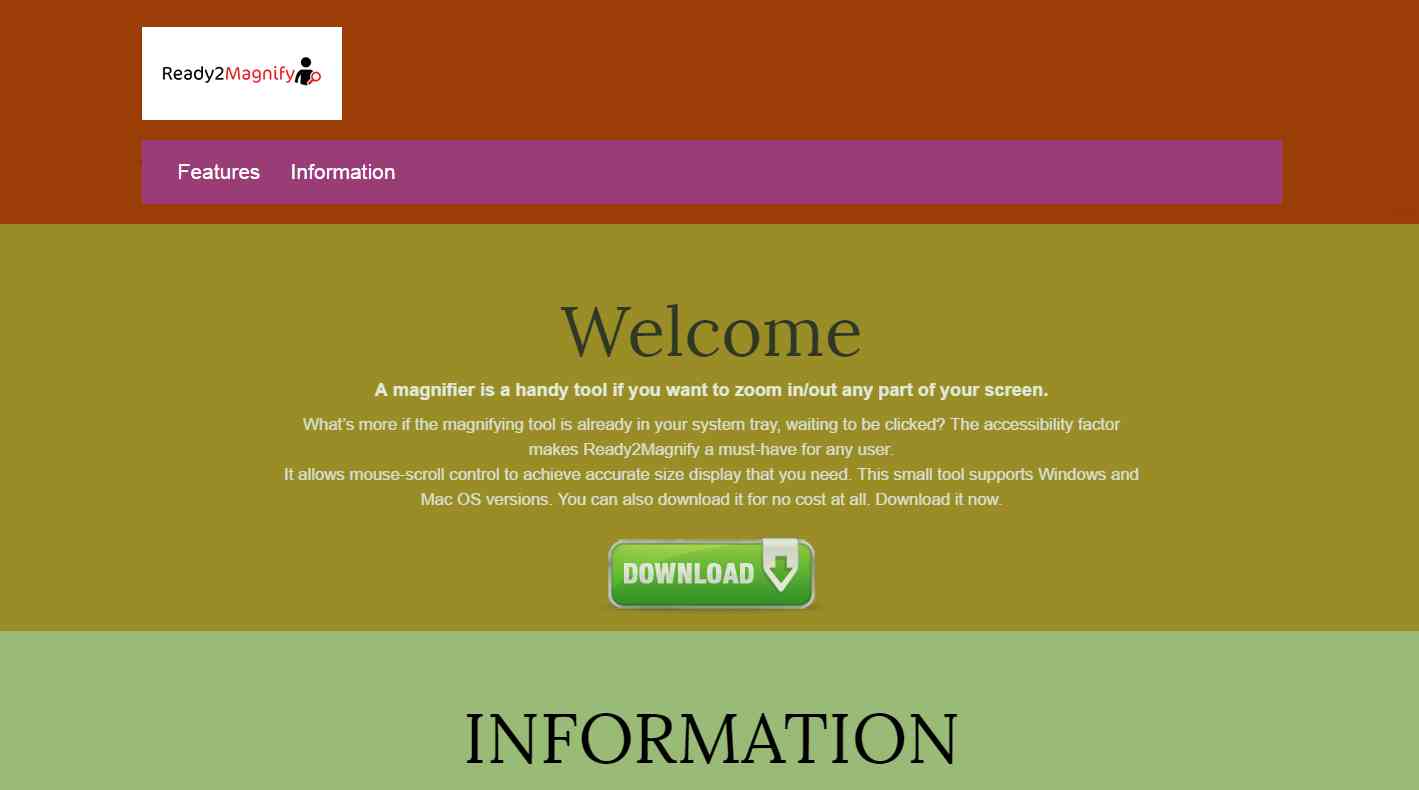 Ready2Magnify
Features Information
Welcome
A magnifier is a handy tool if you want to zoom in/out any part of your screen.
What's more if the magnifying tool is already in your system tray, waiting to be clicked? The accessibility factor
makes Ready2Magnify a must-have for any user.
It allows mouse-scroll control to achieve accurate size display that you need. This small tool supports Windows and
Mac OS versions. You can also download it for no cost at all. Download it now.
DOWNLOAD
INFORMATION